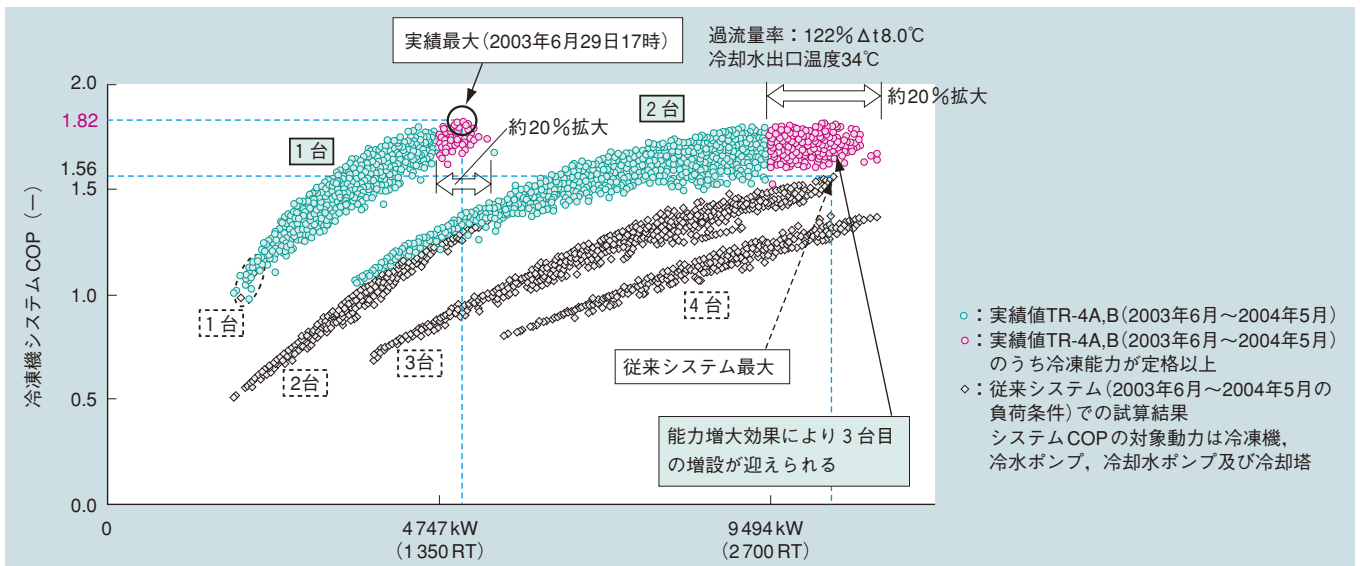 実績最大(2003年6月29日17時)
過流量率：122% Δt8.0℃
冷却水出口温度34℃
約20%拡大
約20%拡大
2台
1台
2.0
1.82
1.56
1.5
1.0
0.5
0.0
冷凍機システムCOP（ー）
1台
2台
3台
4台
従来システム最大
能力増大効果により3台目
の増設が迎えられる
○：実績値TR-4A,B(2003年6月～2004年5月)
○：実績値TR-4A,B(2003年6月～2004年5月)
のうち冷凍能力が定格以上
◇：従来システム(2003年6月～2004年5月の
負荷条件)での試算結果
システムCOPの対象動力は冷凍機，
冷水ポンプ，冷却水ポンプ及び冷却塔
0
4 747 kW
(1 350 RT)
9 494 kW
(2 700 RT)